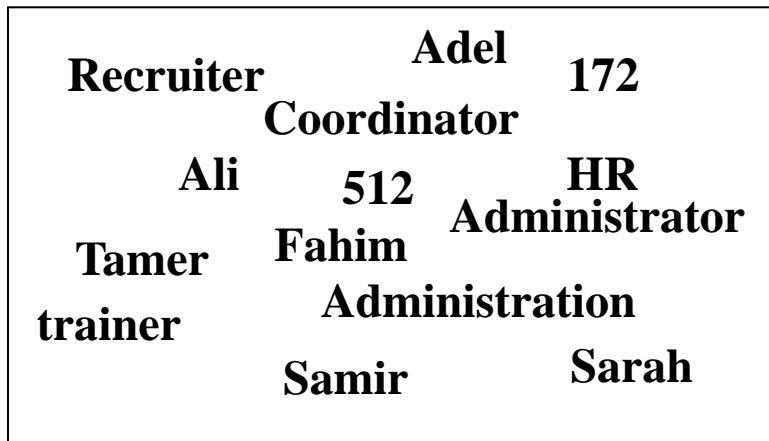 Adel
Recruiter
172
Coordinator
Ali
512
HR
Administrator
Fahim
Tamer
Administration
trainer
Samir
Sarah